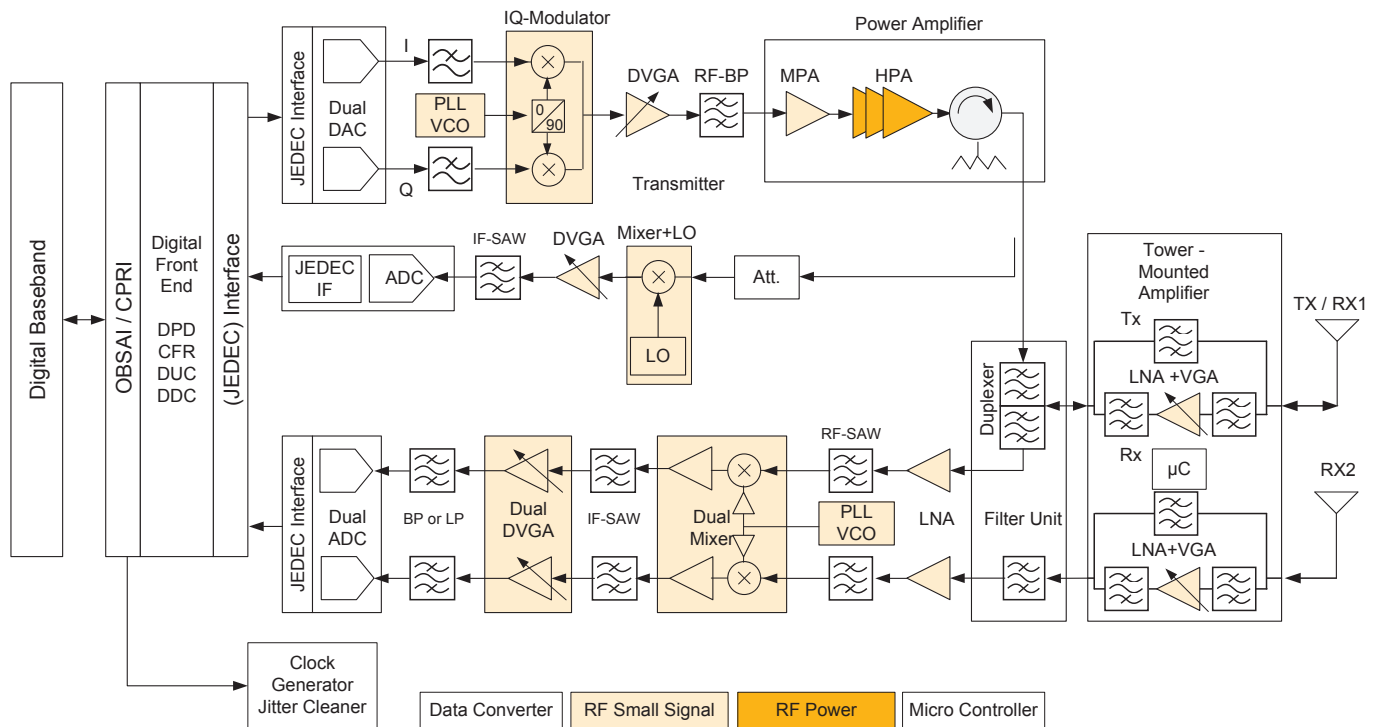 Digital Baseband
OBSAI / CPRI
Digital
Front
End
DPD
CFR
DUC
DDC
(JEDEC) Interface
JEDEC Interface
Dual
DAC
I
Q
PLL
VCO
IQ-Modulator
0
90
DVGA
RF-BP
Transmitter
Power Amplifier
MPA
HPA
JEDEC
IF
ADC
IF-SAW
DVGA
Mixer+LO
LO
Att.
Tower -
Mounted
Amplifier
Tx
LNA +VGA
Rx
µC
LNA+VGA
TX / RX1
RX2
Duplexer
Filter Unit
JEDEC Interface
Dual
ADC
BP or LP
Dual
DVGA
IF-SAW
Dual
Mixer
RF-SAW
PLL
VCO
LNA
Clock
Generator
Jitter Cleaner
Data Converter
RF Small Signal
RF Power
Micro Controller